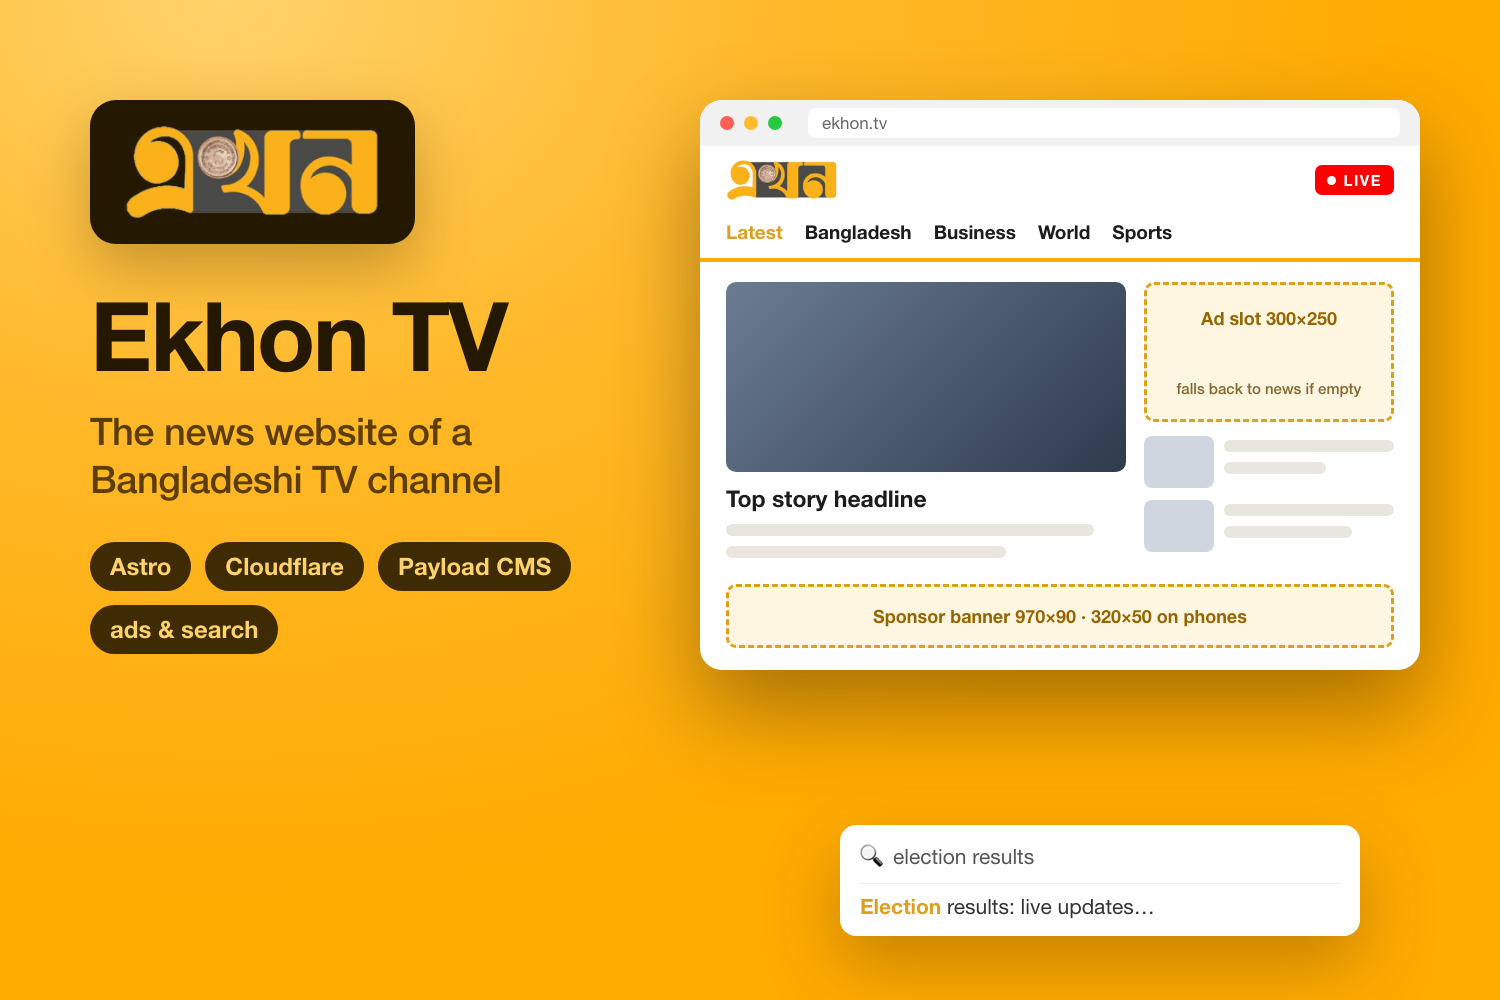 এখন
Ekhon TV
The news website of a
Bangladeshi TV channel
Astro
Cloudflare
Payload CMS
ads & search
ekhon.tv
এখন
LIVE
Latest
Bangladesh
Business
World
Sports
Ad slot 300×250
falls back to news if empty
Top story headline
Sponsor banner 970×90 · 320×50 on phones
election results
Election results: live updates…